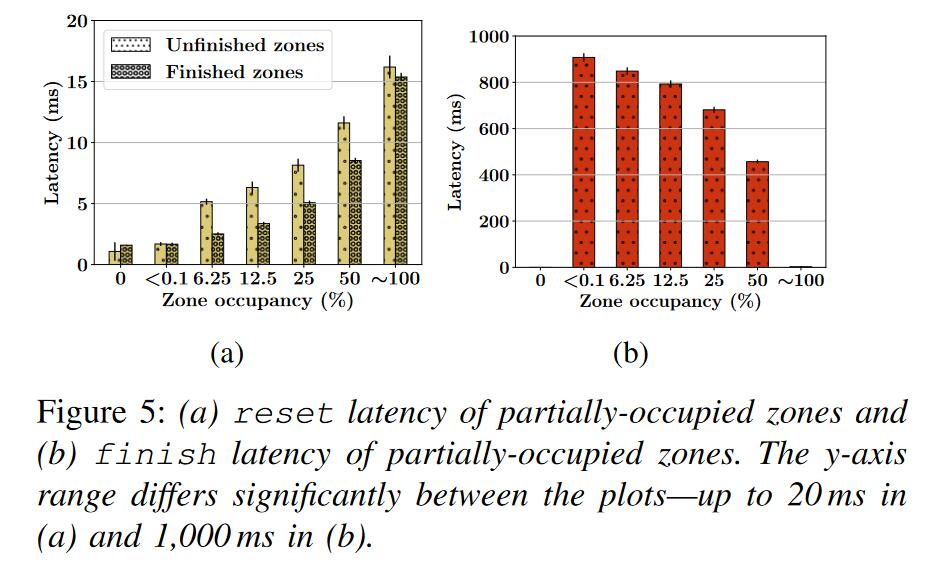 20
15
10
5
0
Latency (ms)
Unfinished zones
Finished zones
0 <0.1 6.25 12.5 25 50 ~100
Zone occupancy (%)
(a)
1000
800
600
400
200
0
Latency (ms)
0 <0.1 6.25 12.5 25 50 ~100
Zone occupancy (%)
(b)
Figure 5: (a) reset latency of partially-occupied zones and
(b) finish latency of partially-occupied zones. The y-axis
range differs significantly between the plots—up to 20 ms in
(a) and 1,000 ms in (b).